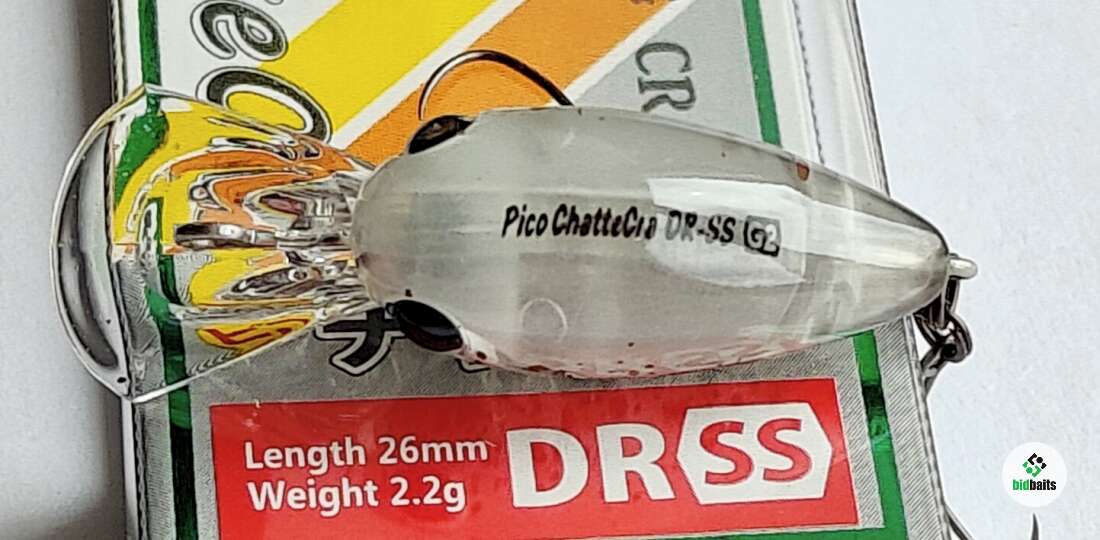 CR
Pico ChatteCra DR-SS G2
Length 26mm
Weight 2.2g
DR SS
bidbaits